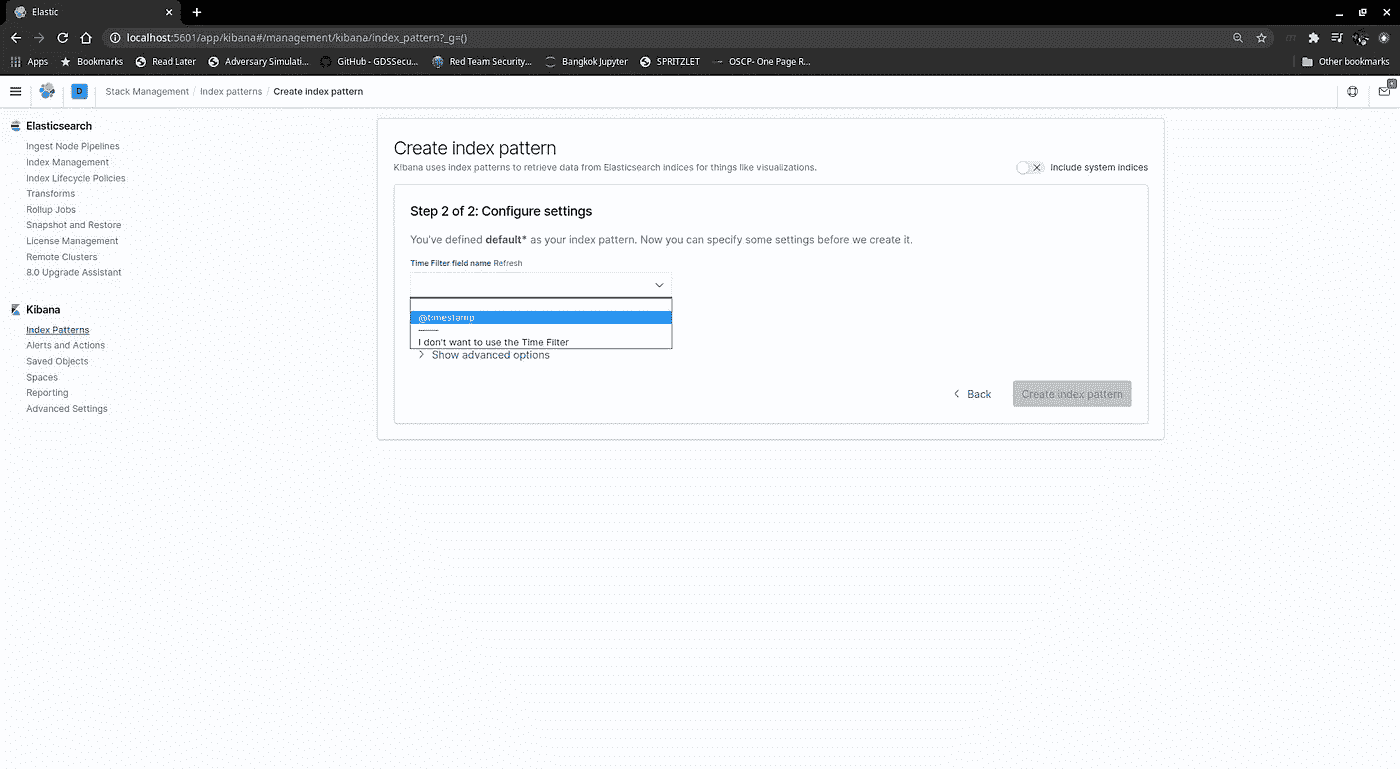 Elastic
localhost:5601/app/kibana#/management/kibana/index_pattern?_g=()
Apps Bookmarks Read Later Adversary Simulati... GitHub - GDSSecu... Red Team Security... Bangkok Jupyter SPRITZLET OSCP- One Page R... Other bookmarks
D Stack Management / Index patterns / Create index pattern
Elasticsearch
Ingest Node Pipelines
Index Management
Index Lifecycle Policies
Transforms
Rollup Jobs
Snapshot and Restore
License Management
Remote Clusters
8.0 Upgrade Assistant
Kibana
Index Patterns
Alerts and Actions
Saved Objects
Spaces
Reporting
Advanced Settings
Create index pattern
Kibana uses index patterns to retrieve data from Elasticsearch indices for things like visualizations.
Include system indices
Step 2 of 2: Configure settings
You've defined default* as your index pattern. Now you can specify some settings before we create it.
Time Filter field name Refresh
@timestamp
I don't want to use the Time Filter
Show advanced options
Back
Create index pattern